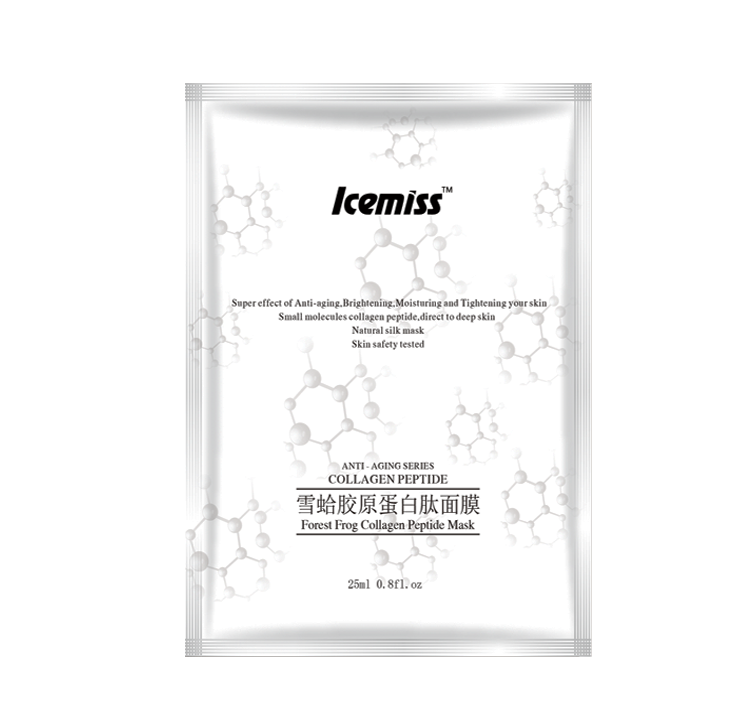 Icemiss™
Super effect of Anti-aging,Brightening,Moisturing and Tightening your skin
Small molecules collagen peptide,direct to deep skin
Natural silk mask
Skin safety tested
ANTI - AGING SERIES
COLLAGEN PEPTIDE
雪蛤胶原蛋白肽面膜
Forest Frog Collagen Peptide Mask
25ml 0.8fl.oz